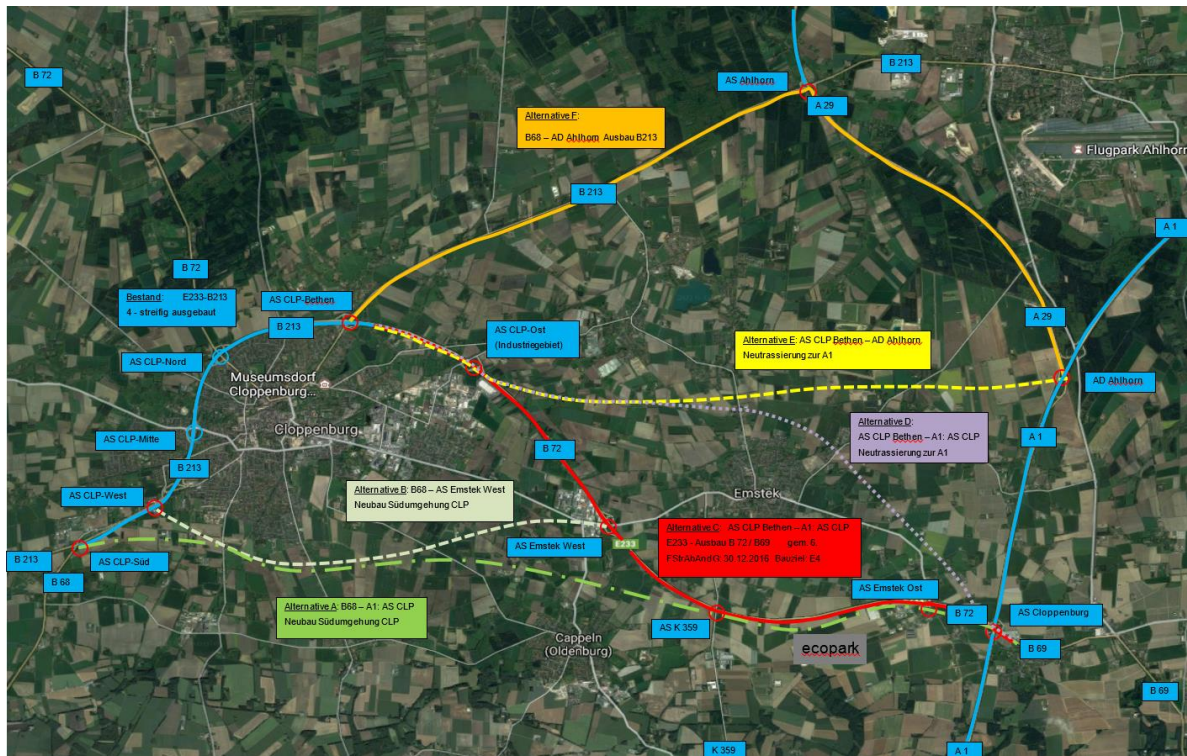 B 72
AS Ahlhorn
B 213
A 29
Alternative F:
B68 – AD Ahlhorn Ausbau B213
Flugpark Ahlhorn
B 213
A 1
B 72
Bestand: E233-B213
4 - streifig ausgebaut
AS CLP-Bethen
B 213
AS CLP-Ost
(Industriegebiet)
A 29
Alternative E: AS CLP Bethen – AD Ahlhorn
Neutrassierung zur A1
AS CLP-Nord
Museumsdorf
Cloppenburg...
AD Ahlhorn
Cloppenburg
AS CLP-Mitte
Alternative D:
AS CLP Bethen – A1: AS CLP
Neutrassierung zur A1
A 1
B 72
B 213
AS CLP-West
Alternative B: B68 – AS Emstek West
Neubau Südumgehung CLP
Emstek
Alternative C: AS CLP Bethen – A1: AS CLP
E233 - Ausbau B 72 / B69 gem. 6.
FStrAbÄndG 30.12.2016
E4
AS Emstek West
E233
B 213
AS CLP-Süd
B 68
AS Emstek Ost
B 72
AS Cloppenburg
Alternative A: B68 – A1: AS CLP
Neubau Südumgehung CLP
AS K 359
Cappeln
(Oldenburg)
ecopark
B 69
B 69
K 359
A 1